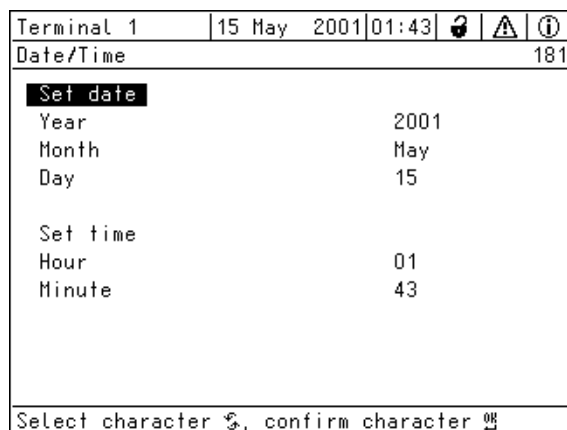 Terminal 1 15 May 2001 01:43
Date/Time 181
Set date
Year 2001
Month May
Day 15
Set time
Hour 01
Minute 43
Select character , confirm character OK